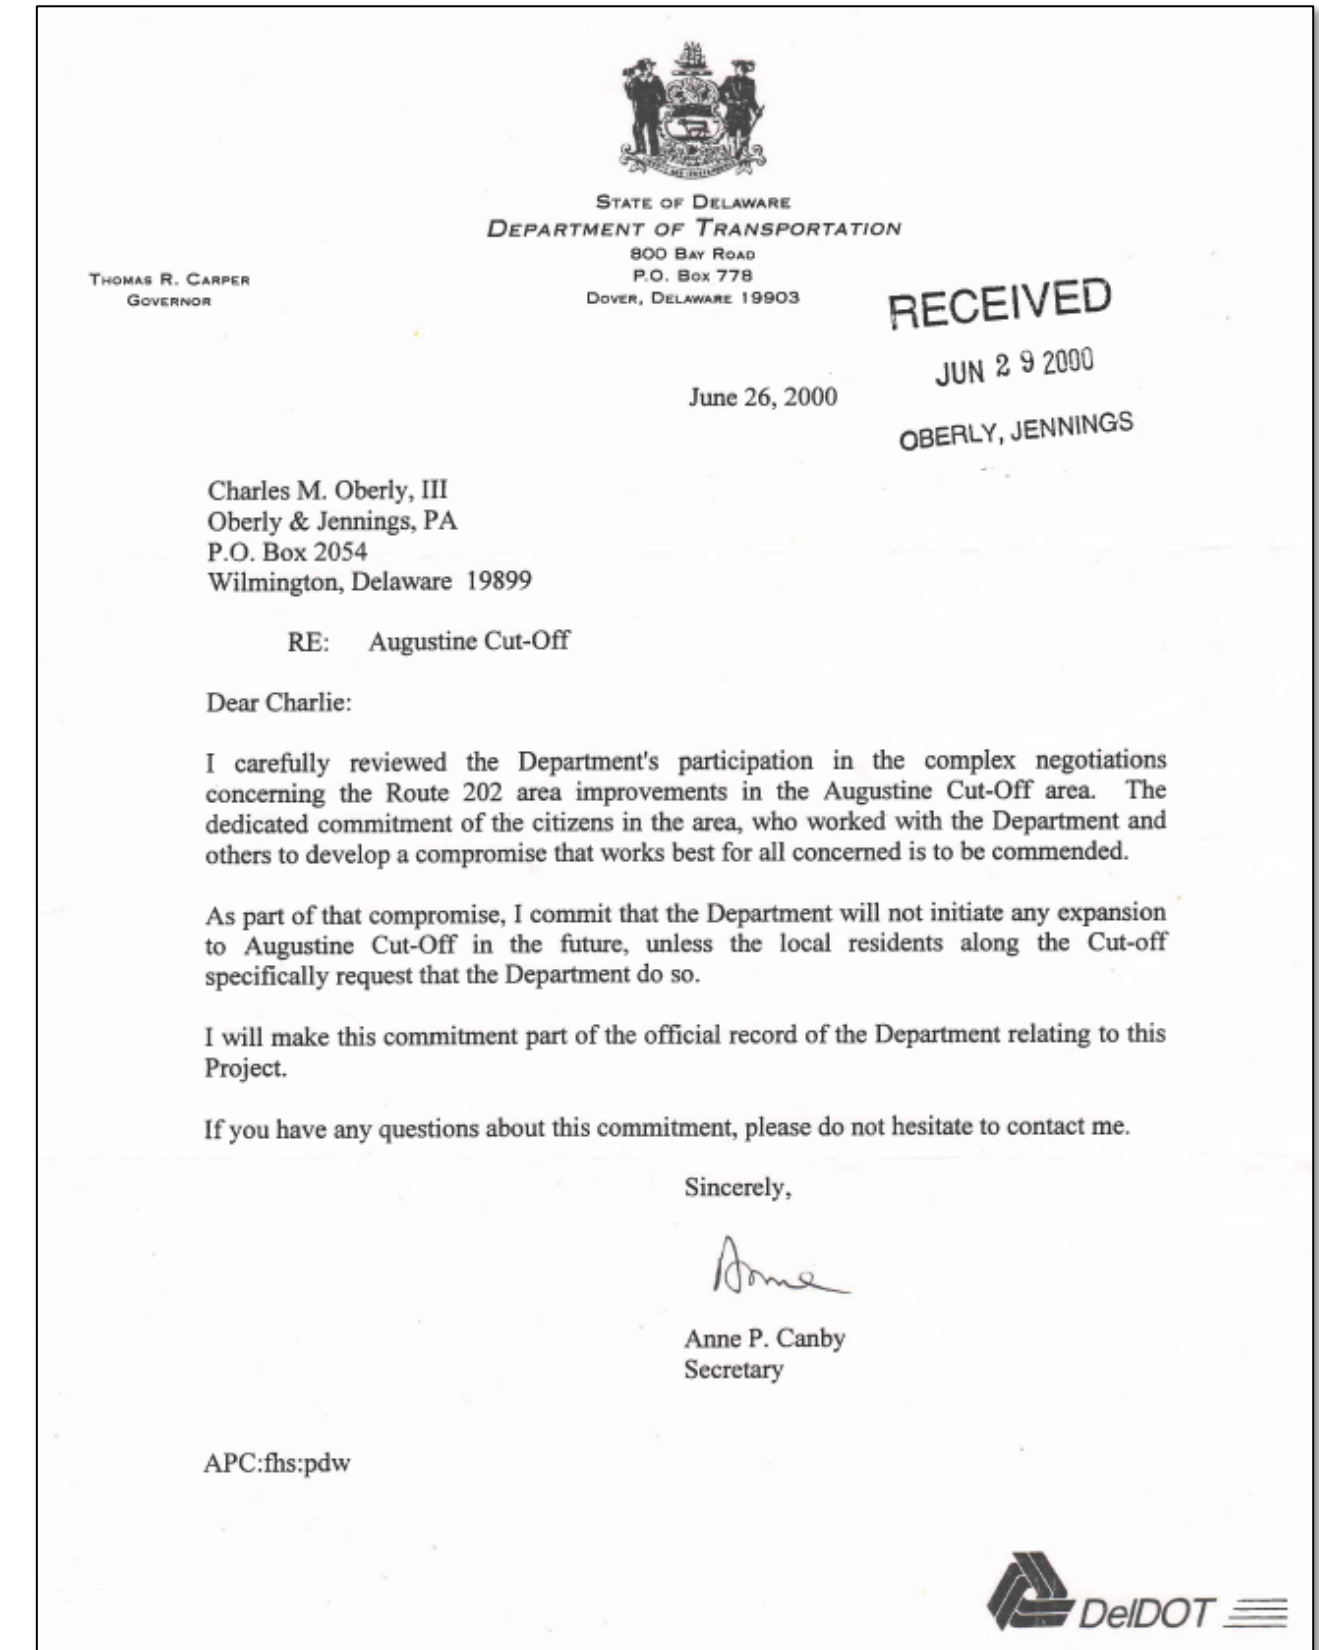 STATE OF DELAWARE
DEPARTMENT OF TRANSPORTATION
800 BAY ROAD
P.O. BOX 778
DOVER, DELAWARE 19903
THOMAS R. CARPER
GOVERNOR
RECEIVED
JUN 29 2000
OBERLY, JENNINGS
June 26, 2000
Charles M. Oberly, III
Oberly & Jennings, PA
P.O. Box 2054
Wilmington, Delaware 19899
RE: Augustine Cut-Off
Dear Charlie:
I carefully reviewed the Department's participation in the complex negotiations
concerning the Route 202 area improvements in the Augustine Cut-Off area. The
dedicated commitment of the citizens in the area, who worked with the Department and
others to develop a compromise that works best for all concerned is to be commended.
As part of that compromise, I commit that the Department will not initiate any expansion
to Augustine Cut-Off in the future, unless the local residents along the Cut-off
specifically request that the Department do so.
I will make this commitment part of the official record of the Department relating to this
Project.
If you have any questions about this commitment, please do not hesitate to contact me.
Sincerely,
Anne
Anne P. Canby
Secretary
APC:fhs:pdw
DelDOT